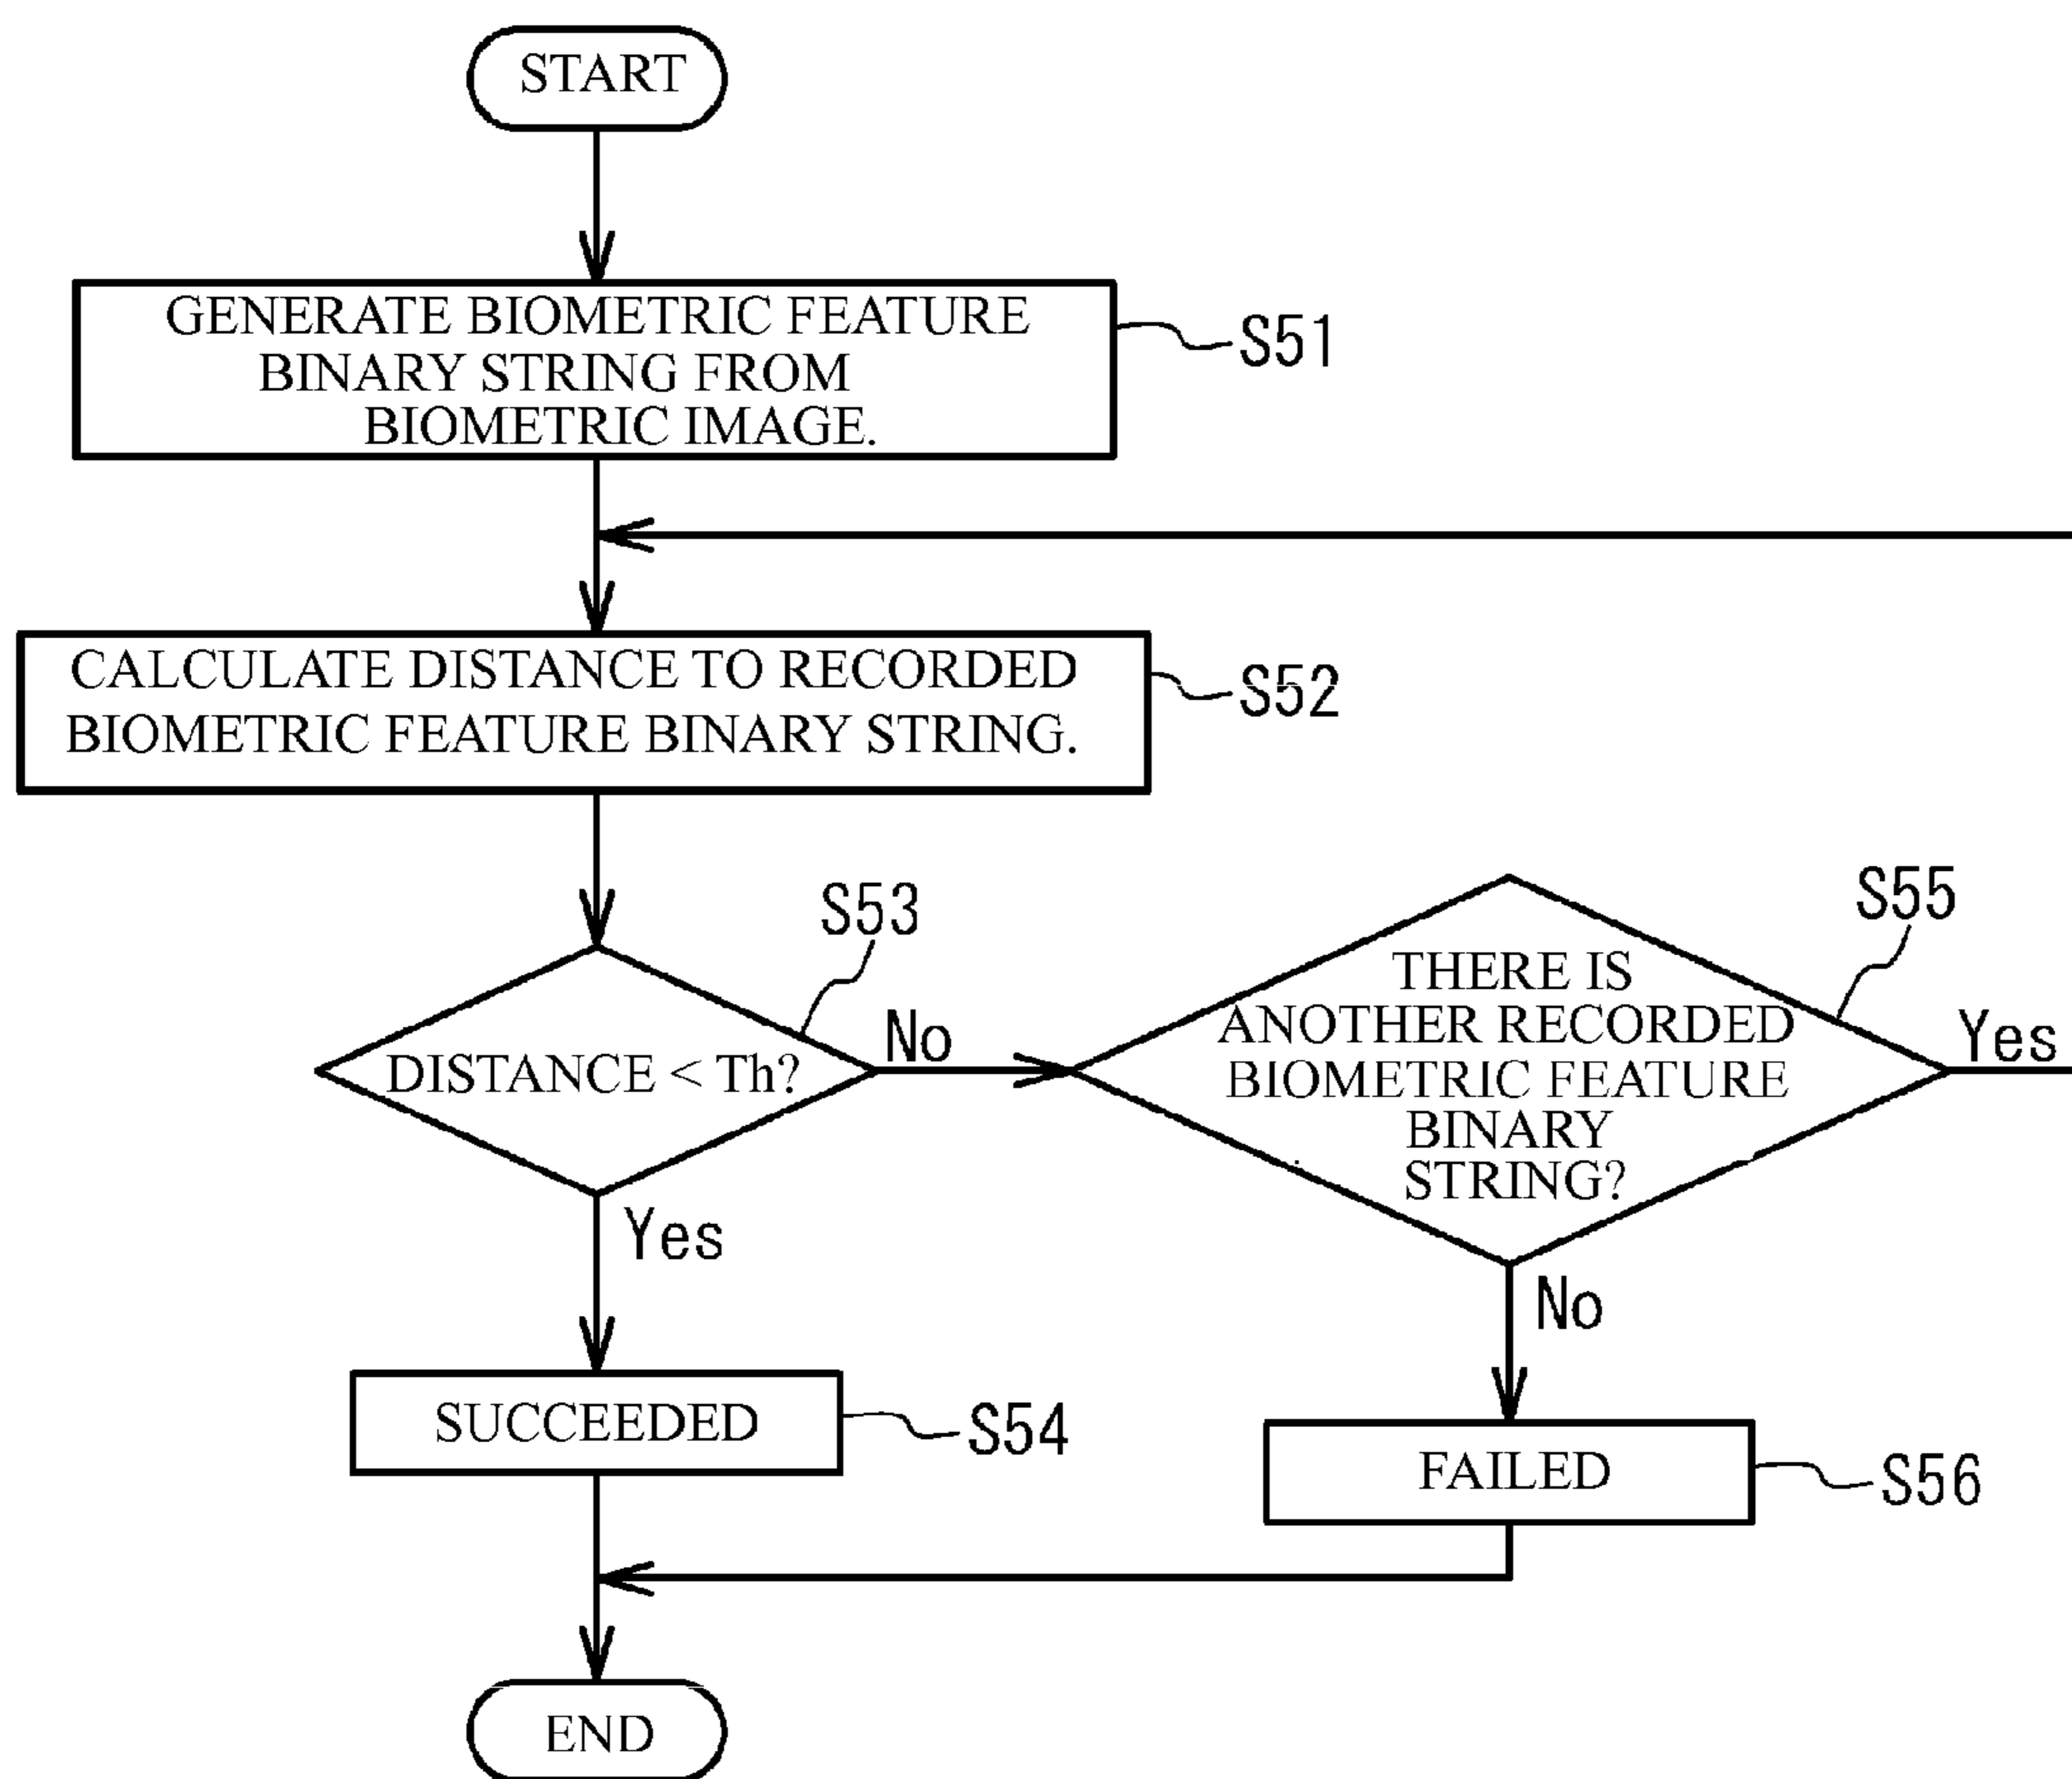 START
GENERATE BIOMETRIC FEATURE
BINARY STRING FROM
BIOMETRIC IMAGE.
S51
CALCULATE DISTANCE TO RECORDED
BIOMETRIC FEATURE BINARY STRING.
S52
S53
DISTANCE < Th?
No
Yes
S55
THERE IS
ANOTHER RECORDED
BIOMETRIC FEATURE
BINARY
STRING?
Yes
No
SUCCEEDED
S54
FAILED
S56
END